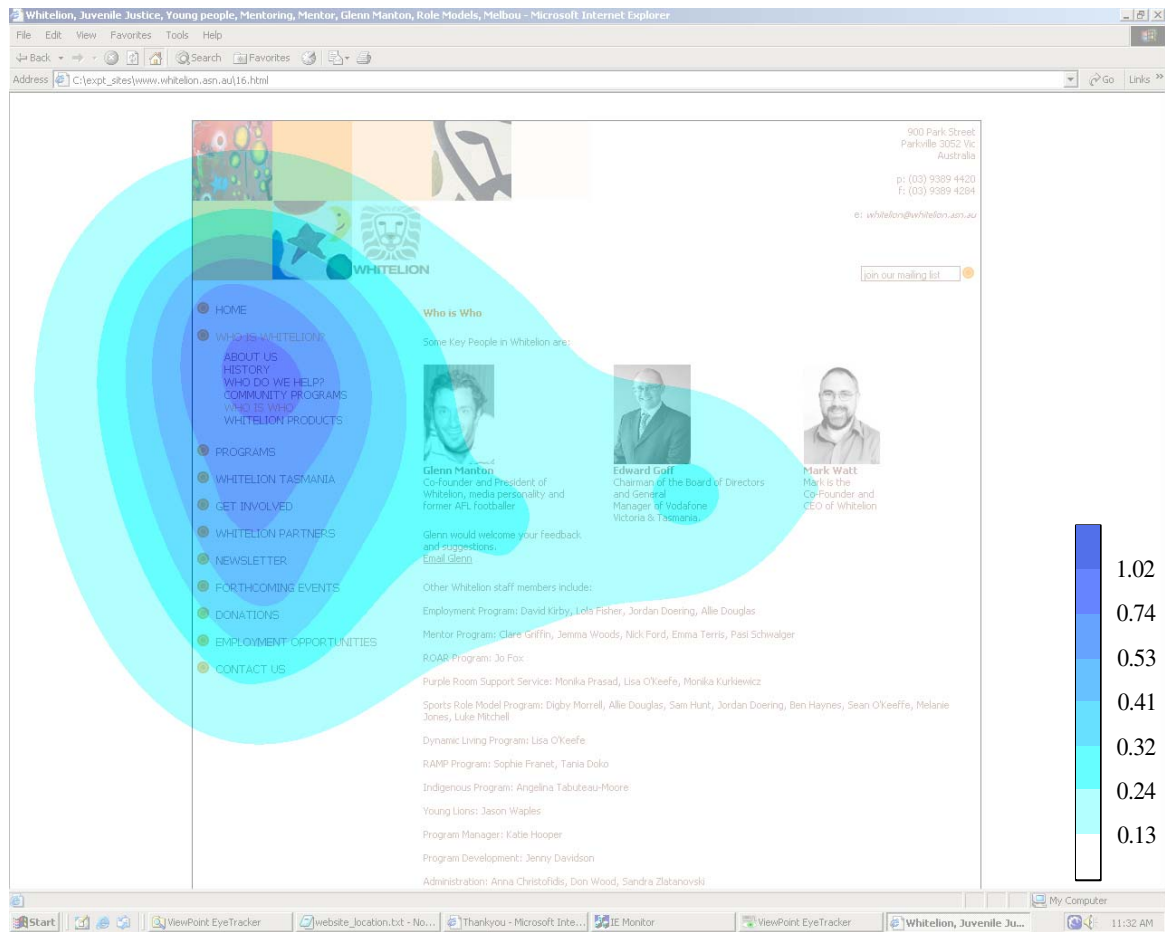 Whitelion, Juvenile Justice, Young people, Mentoring, Mentor, Glenn Manton, Role Models, Melbou - Microsoft Internet Explorer
File Edit View Favorites Tools Help
Back Search Favorites
Address C:\expt_sites\www.whitelion.asn.au\16.html Go Links »
900 Park Street
Parkville 3052 Vic
Australia
p: (03) 9389 4420
f: (03) 9389 4284
e: whitelion@whitelion.asn.au
WHITELION
join our mailing list
HOME
WHO IS WHITELION?
ABOUT US
HISTORY
WHO DO WE HELP?
COMMUNITY PROGRAMS
WHO IS WHO
WHITELION PRODUCTS
PROGRAMS
WHITELION TASMANIA
GET INVOLVED
WHITELION PARTNERS
NEWSLETTER
FORTHCOMING EVENTS
DONATIONS
EMPLOYMENT OPPORTUNITIES
CONTACT US
Who is Who
Some Key People in Whitelion are:
Glenn Manton
Co-founder and President of
Whitelion, media personality and
former AFL footballer
Glenn would welcome your feedback
and suggestions.
Email Glenn
Edward Goff
Chairman of the Board of Directors
and General
Manager of Vodafone
Victoria & Tasmania.
Mark Watt
Mark is the
Co-Founder and
CEO of Whitelion
Other Whitelion staff members include:
Employment Program: David Kirby, Lola Fisher, Jordan Doering, Allie Douglas
Mentor Program: Clare Griffin, Jemma Woods, Nick Ford, Emma Terris, Pasi Schwalger
ROAR Program: Jo Fox
Purple Room Support Service: Monika Prasad, Lisa O'Keefe, Monika Kurkiewicz
Sports Role Model Program: Digby Morrell, Allie Douglas, Sam Hunt, Jordan Doering, Ben Haynes, Sean O'Keeffe, Melanie
Jones, Luke Mitchell
Dynamic Living Program: Lisa O'Keefe
RAMP Program: Sophie Franet, Tania Doko
Indigenous Program: Angelina Tabuteau-Moore
Young Lions: Jason Waples
Program Manager: Katie Hooper
Program Development: Jenny Davidson
Administration: Anna Christofidis, Don Wood, Sandra Zlatanovski
1.02
0.74
0.53
0.41
0.32
0.24
0.13
My Computer
Start ViewPoint EyeTracker website_location.txt - No... Thankyou - Microsoft Inte... IE Monitor ViewPoint EyeTracker Whitelion, Juvenile Ju... 11:32 AM